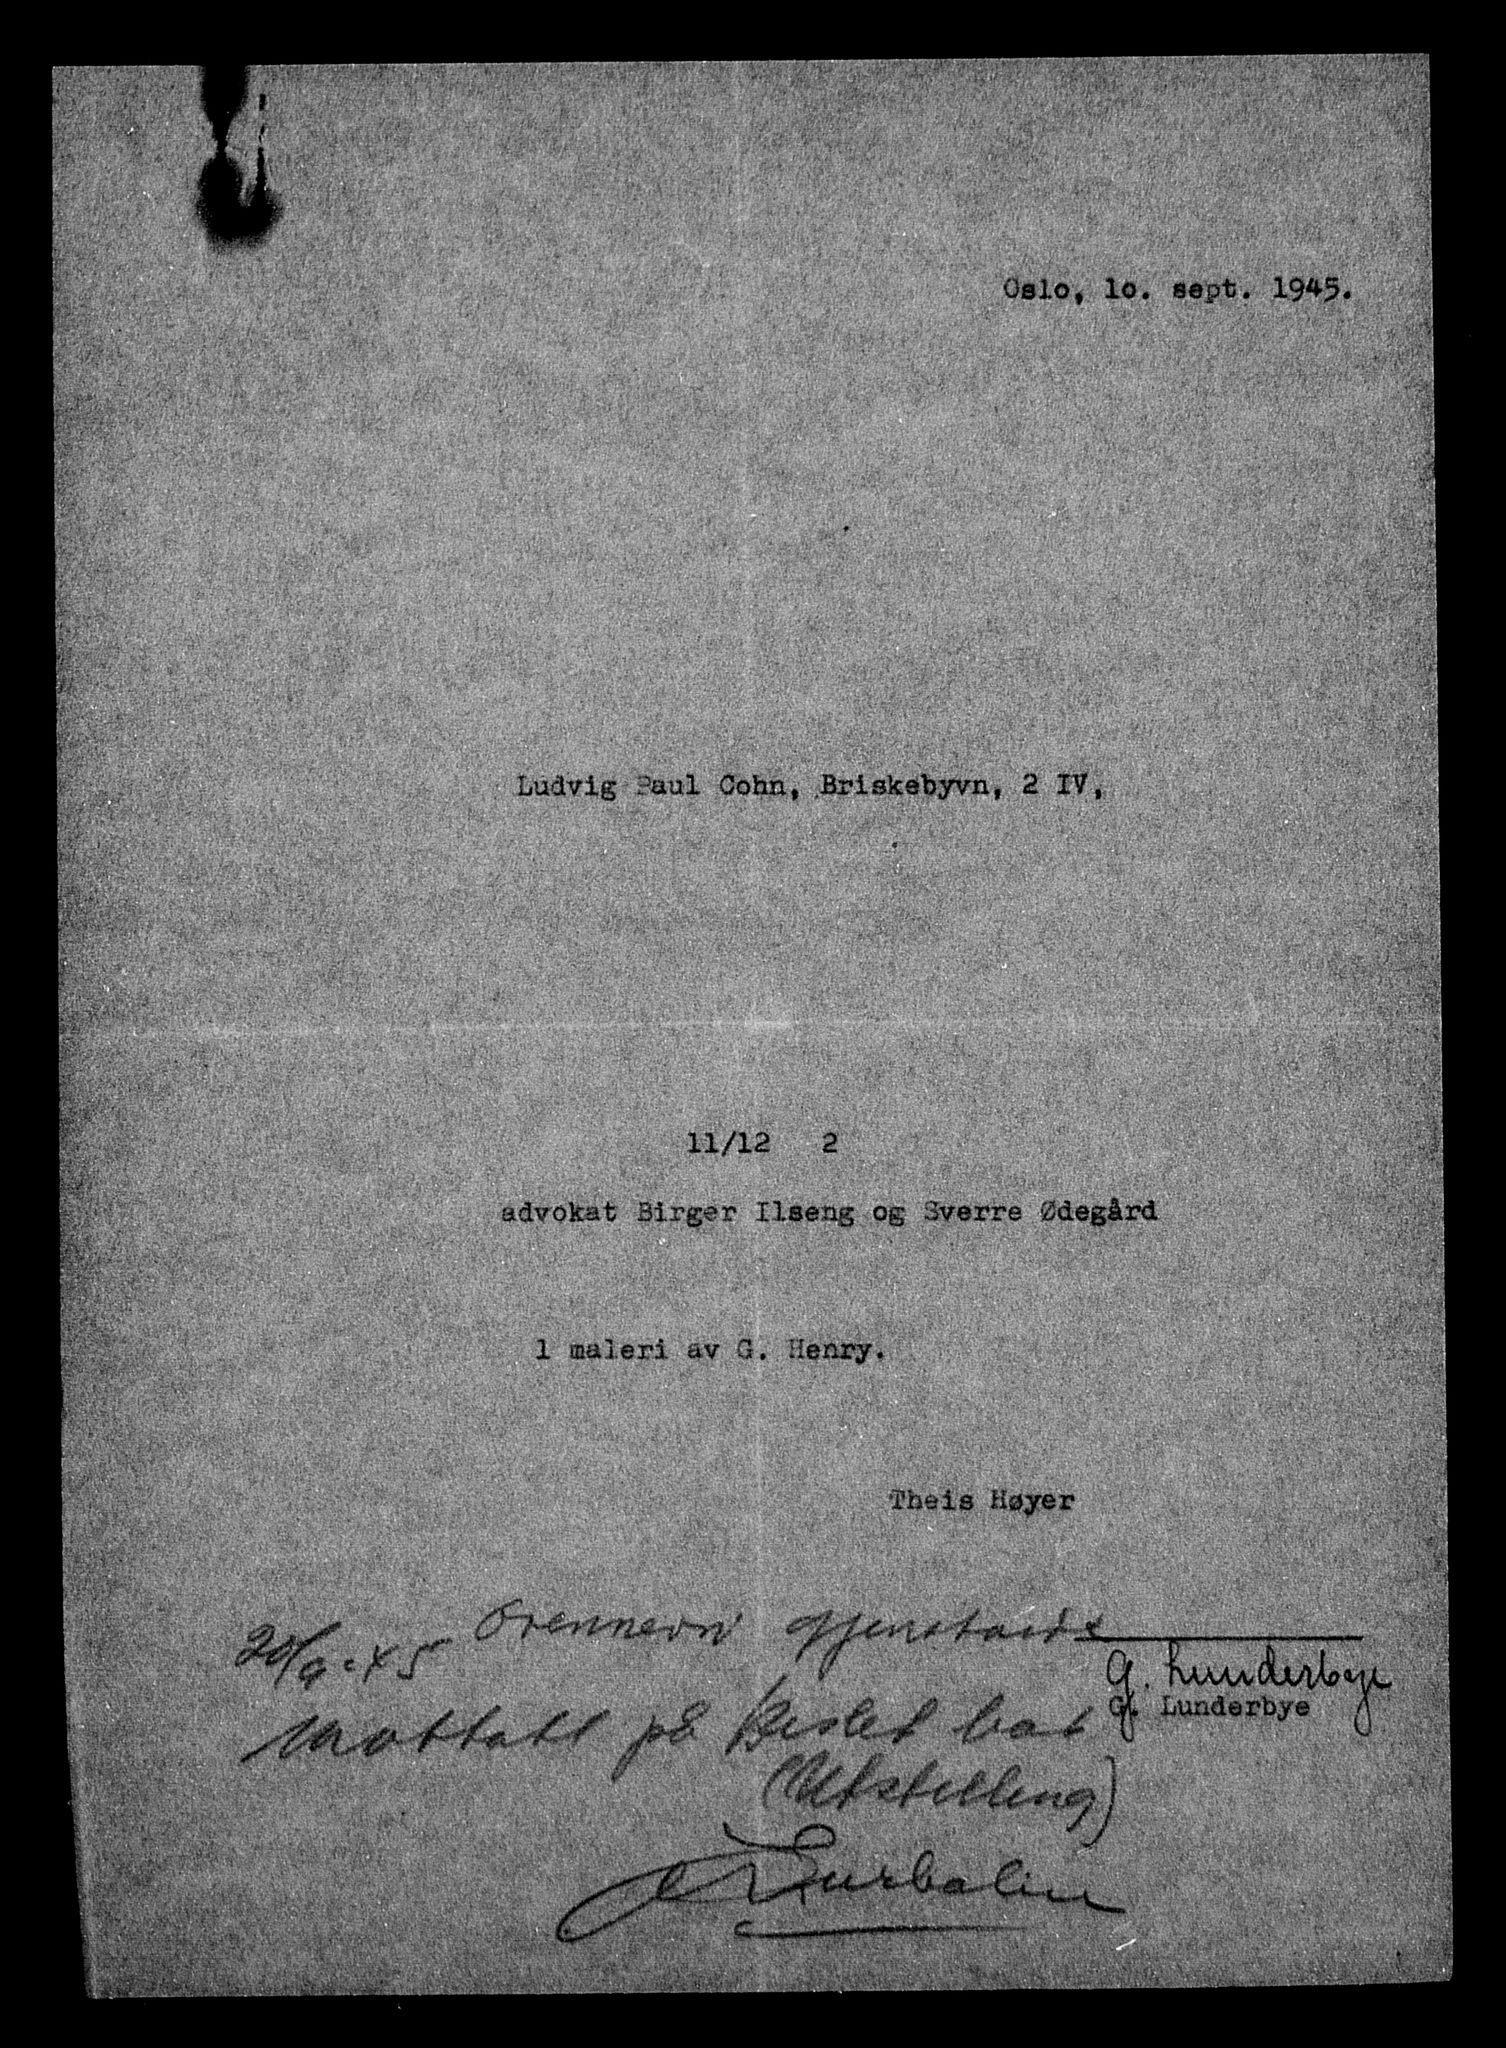 Oslo, 1o. sept. 1945.
Ludvig Paul Cohn, Briskebyvn, 2 IV,
11/12 2
advokat Birger Ilseng og Sverre Ødegård
1 maleri av G. Henry.
Theis Høyer
20/9-45 Ovennevnt gjenstand
G. Lunderbye
G. Lunderbye
mottatt på Bislet bad
(Utstilling)